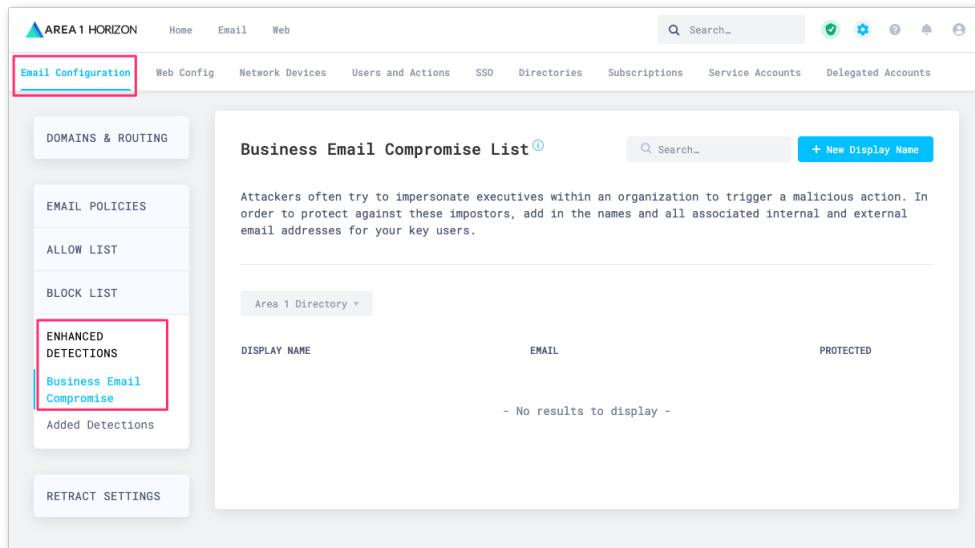 AREA 1 HORIZON Home Email Web Search…
Email Configuration Web Config Network Devices Users and Actions SSO Directories Subscriptions Service Accounts Delegated Accounts
DOMAINS & ROUTING
EMAIL POLICIES
ALLOW LIST
BLOCK LIST
ENHANCED
DETECTIONS
Business Email
Compromise
Added Detections
RETRACT SETTINGS
Business Email Compromise List Search… + New Display Name
Attackers often try to impersonate executives within an organization to trigger a malicious action. In
order to protect against these impostors, add in the names and all associated internal and external
email addresses for your key users.
Area 1 Directory
DISPLAY NAME EMAIL PROTECTED
- No results to display -